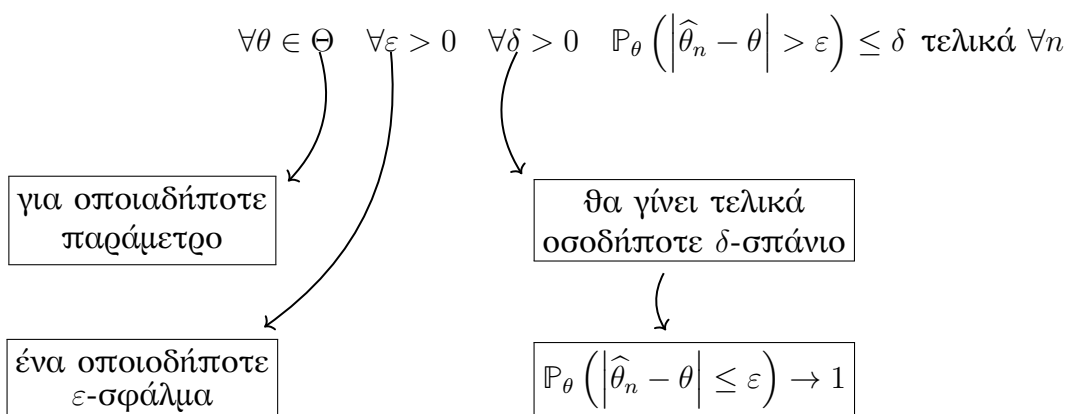 ∀θ ∈ Θ ∀ε > 0 ∀δ > 0 ℙ_θ (|θ̂_n − θ| > ε) ≤ δ τελικά ∀n
για οποιαδήποτε
παράμετρο
θα γίνει τελικά
οσοδήποτε δ-σπάνιο
ένα οποιοδήποτε
ε-σφάλμα
ℙ_θ (|θ̂_n − θ| ≤ ε) → 1